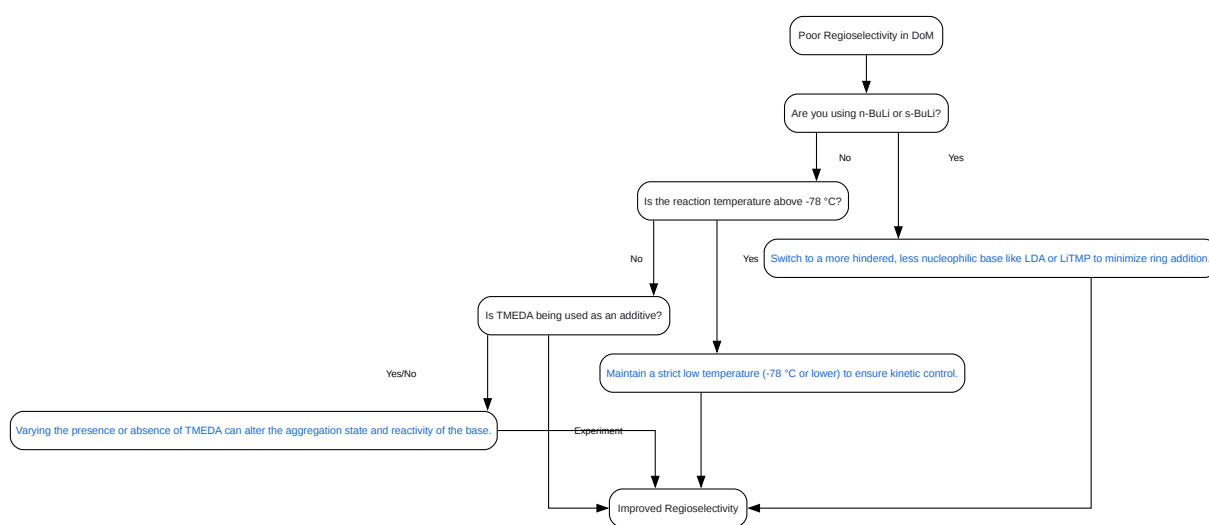 Poor Regioselectivity in DoM
Are you using n-BuLi or s-BuLi?
No
Yes
Is the reaction temperature above -78 °C?
No
Yes
Switch to a more hindered, less nucleophilic base like LDA or LiTMP to minimize ring addition.
Is TMEDA being used as an additive?
Yes/No
Maintain a strict low temperature (-78 °C or lower) to ensure kinetic control.
Varying the presence or absence of TMEDA can alter the aggregation state and reactivity of the base.
Experiment
Improved Regioselectivity